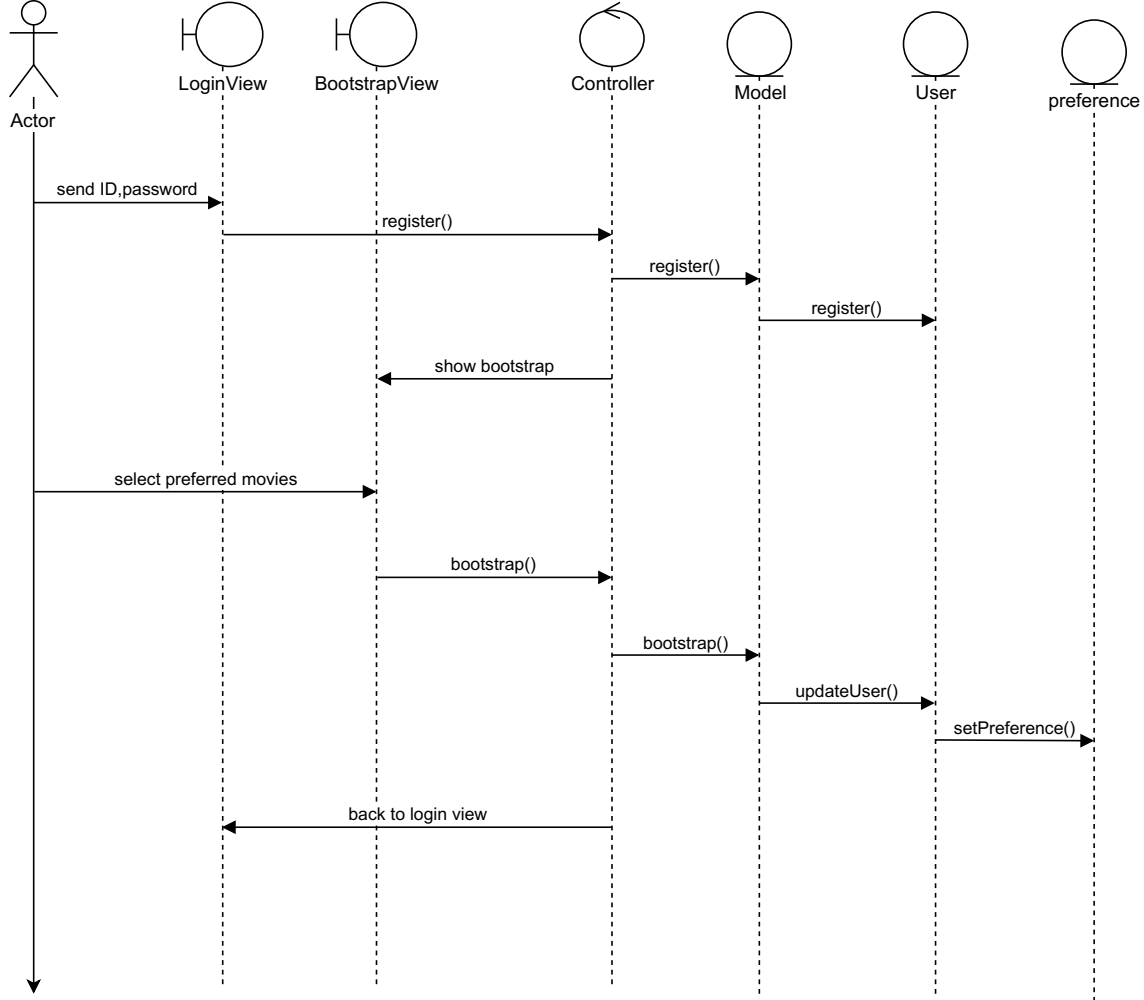 LoginView
BootstrapView
Controller
Model
User
preference
Actor
send ID,password
register()
register()
register()
show bootstrap
select preferred movies
bootstrap()
bootstrap()
updateUser()
setPreference()
back to login view